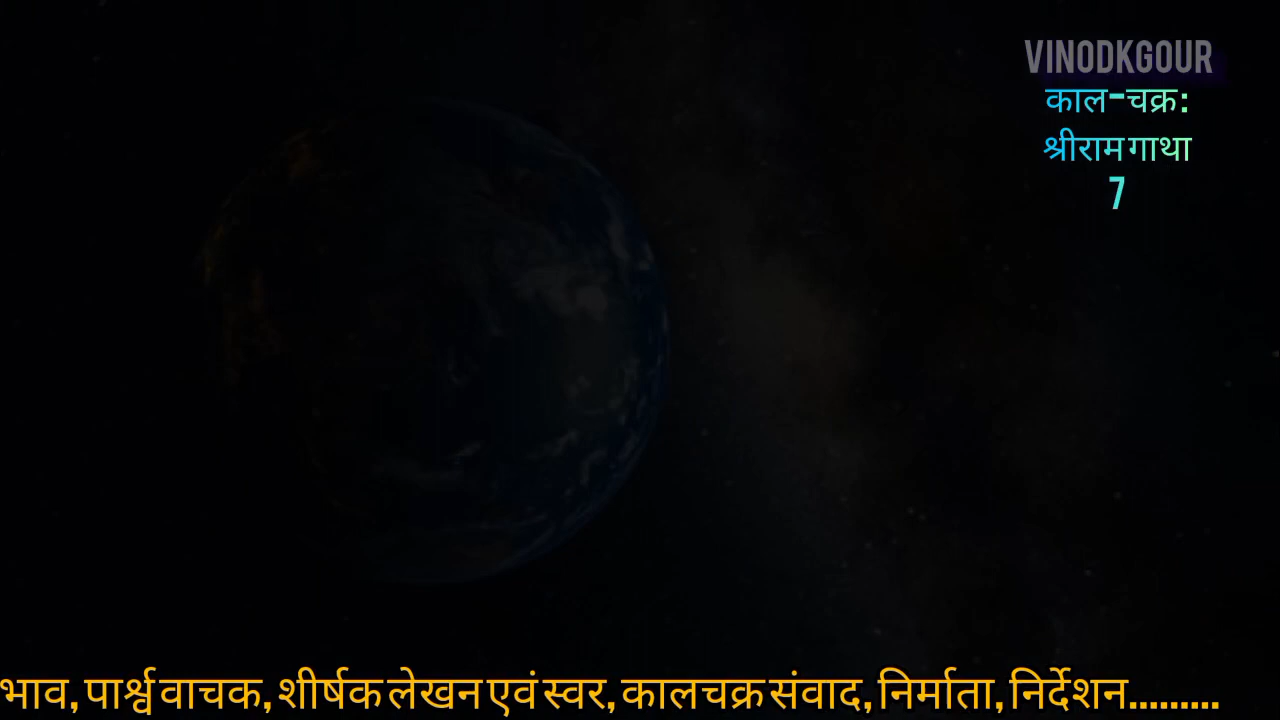 VINODKGOUR
काल-चक्र:
श्रीराम गाथा
7
भाव, पार्श्व वाचक, शीर्षक लेखन एवं स्वर, कालचक्र संवाद, निर्माता, निर्देशन.........